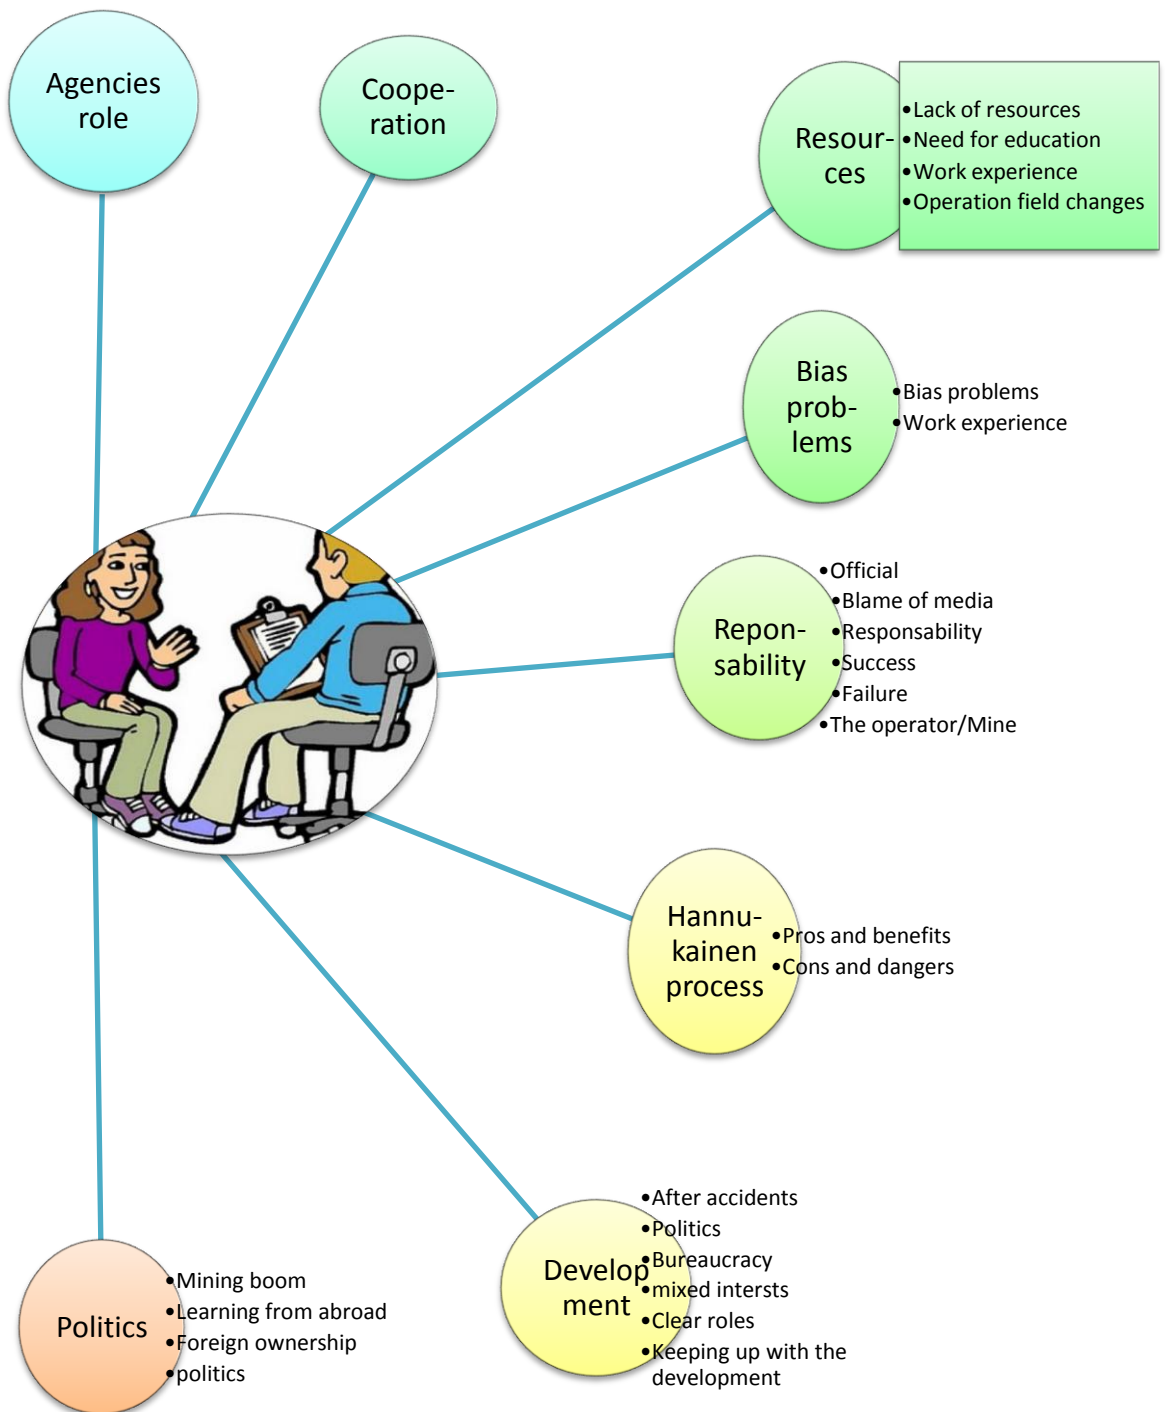 Agencies
role
Coope-
ration
Resour-
ces
•Lack of resources
•Need for education
•Work experience
•Operation field changes
Bias
prob-
lems
•Bias problems
•Work experience
Repon-
sability
•Official
•Blame of media
•Responsability
•Success
•Failure
•The operator/Mine
Hannu-
kainen
process
•Pros and benefits
•Cons and dangers
Develop
ment
•After accidents
•Politics
•Bureaucracy
•mixed intersts
•Clear roles
•Keeping up with the
development
Politics
•Mining boom
•Learning from abroad
•Foreign ownership
•politics